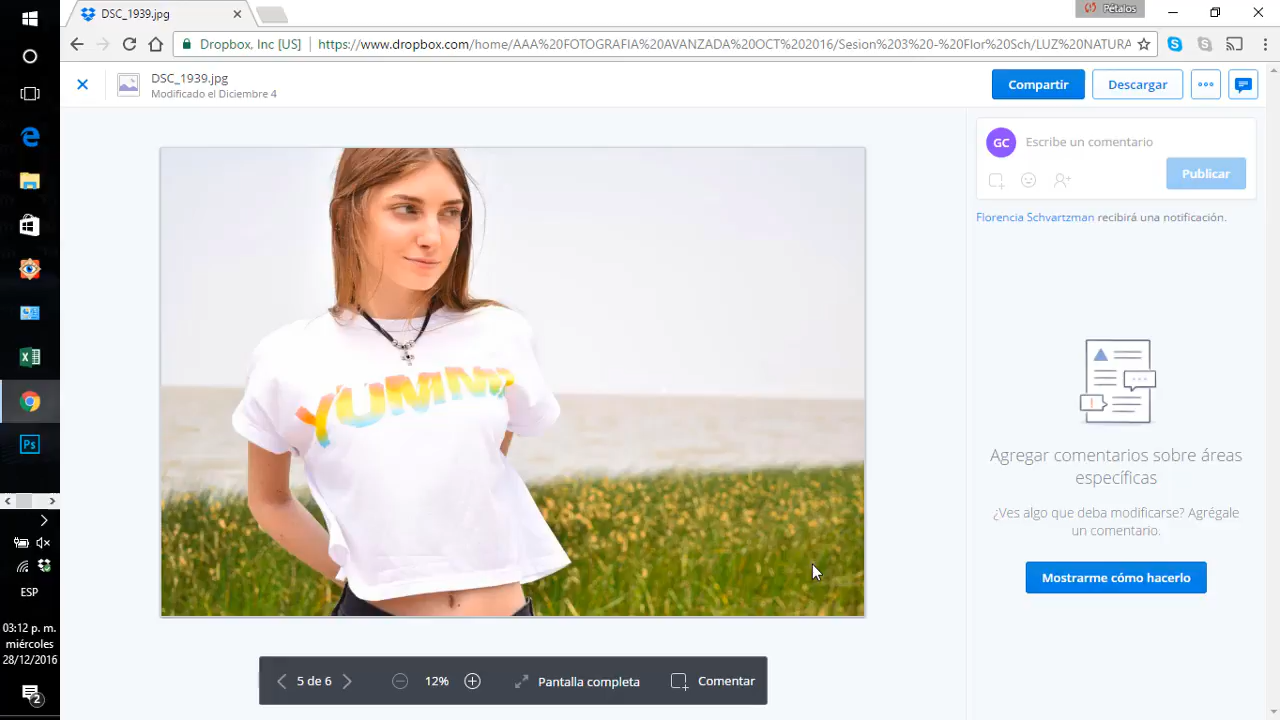 DSC_1939.jpg
Pétalos
Dropbox, Inc [US]
https://www.dropbox.com/home/AAA%20FOTOGRAFIA%20AVANZADA%20OCT%202016/Sesion%203%20-%20Flor%20Sch/LUZ%20NATURA
DSC_1939.jpg
Modificado el Diciembre 4
Compartir
Descargar
GC
Escribe un comentario
Publicar
Florencia Schvartzman recibirá una notificación.
YUMMY
Agregar comentarios sobre áreas
específicas
¿Ves algo que deba modificarse? Agrégale
un comentario.
Mostrarme cómo hacerlo
5 de 6
12%
Pantalla completa
Comentar
Ps
ESP
03:12 p. m.
miércoles
28/12/2016
2